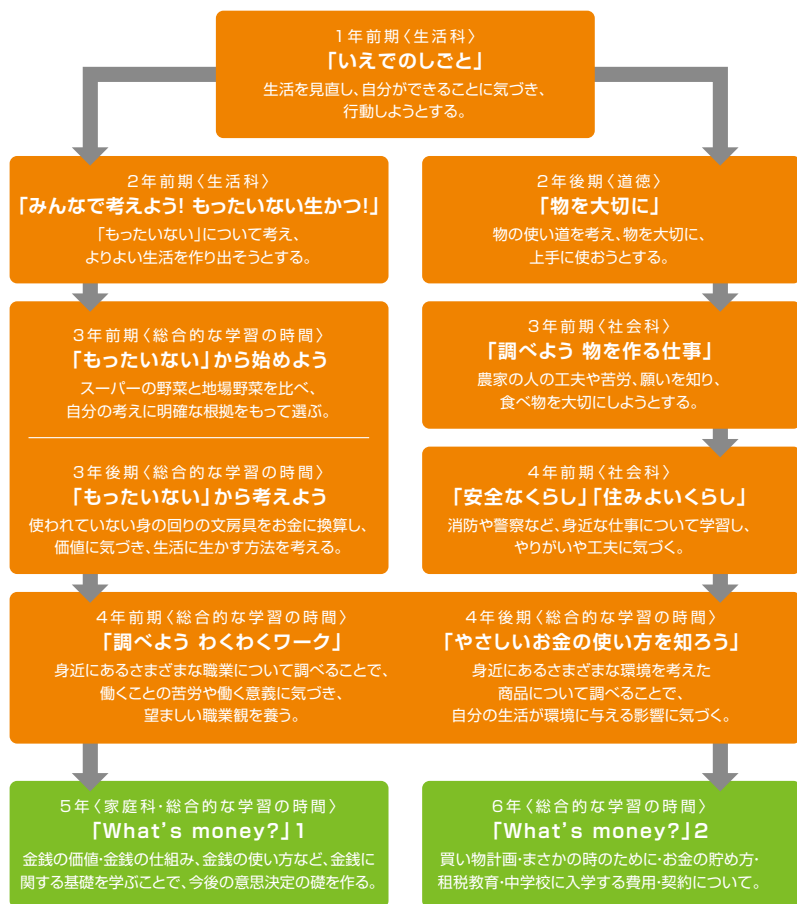 1年前期〈生活科〉
「いえでのしごと」
生活を見直し、自分ができることに気づき、
行動しようとする。
2年前期〈生活科〉
「みんなで考えよう! もったいない生かつ!」
「もったいない」について考え、
よりよい生活を作り出そうとする。
2年後期〈道徳〉
「物を大切に」
物の使い道を考え、物を大切に、
上手に使おうとする。
3年前期〈総合的な学習の時間〉
「もったいない」から始めよう
スーパーの野菜と地場野菜を比べ、
自分の考えに明確な根拠をもって選ぶ。
3年後期〈総合的な学習の時間〉
「もったいない」から考えよう
使われていない身の回りの文房具をお金に換算し、
価値に気づき、生活に生かす方法を考える。
3年前期〈社会科〉
「調べよう 物を作る仕事」
農家の人の工夫や苦労、願いを知り、
食べ物を大切にしようとする。
4年前期〈社会科〉
「安全なくらし」「住みよいくらし」
消防や警察など、身近な仕事について学習し、
やりがいや工夫に気づく。
4年前期〈総合的な学習の時間〉
「調べよう わくわくワーク」
身近にあるさまざまな職業について調べることで、
働くことの苦労や働く意義に気づき、
望ましい職業観を養う。
4年後期〈総合的な学習の時間〉
「やさしいお金の使い方を知ろう」
身近にあるさまざまな環境を考えた
商品について調べることで、
自分の生活が環境に与える影響に気づく。
5年〈家庭科・総合的な学習の時間〉
「What's money?」1
金銭の価値・金銭の仕組み、金銭の使い方など、金銭に
関する基礎を学ぶことで、今後の意思決定の礎を作る。
6年〈総合的な学習の時間〉
「What's money?」2
買い物計画・まさかの時のために・お金の貯め方・
租税教育・中学校に入学する費用・契約について。